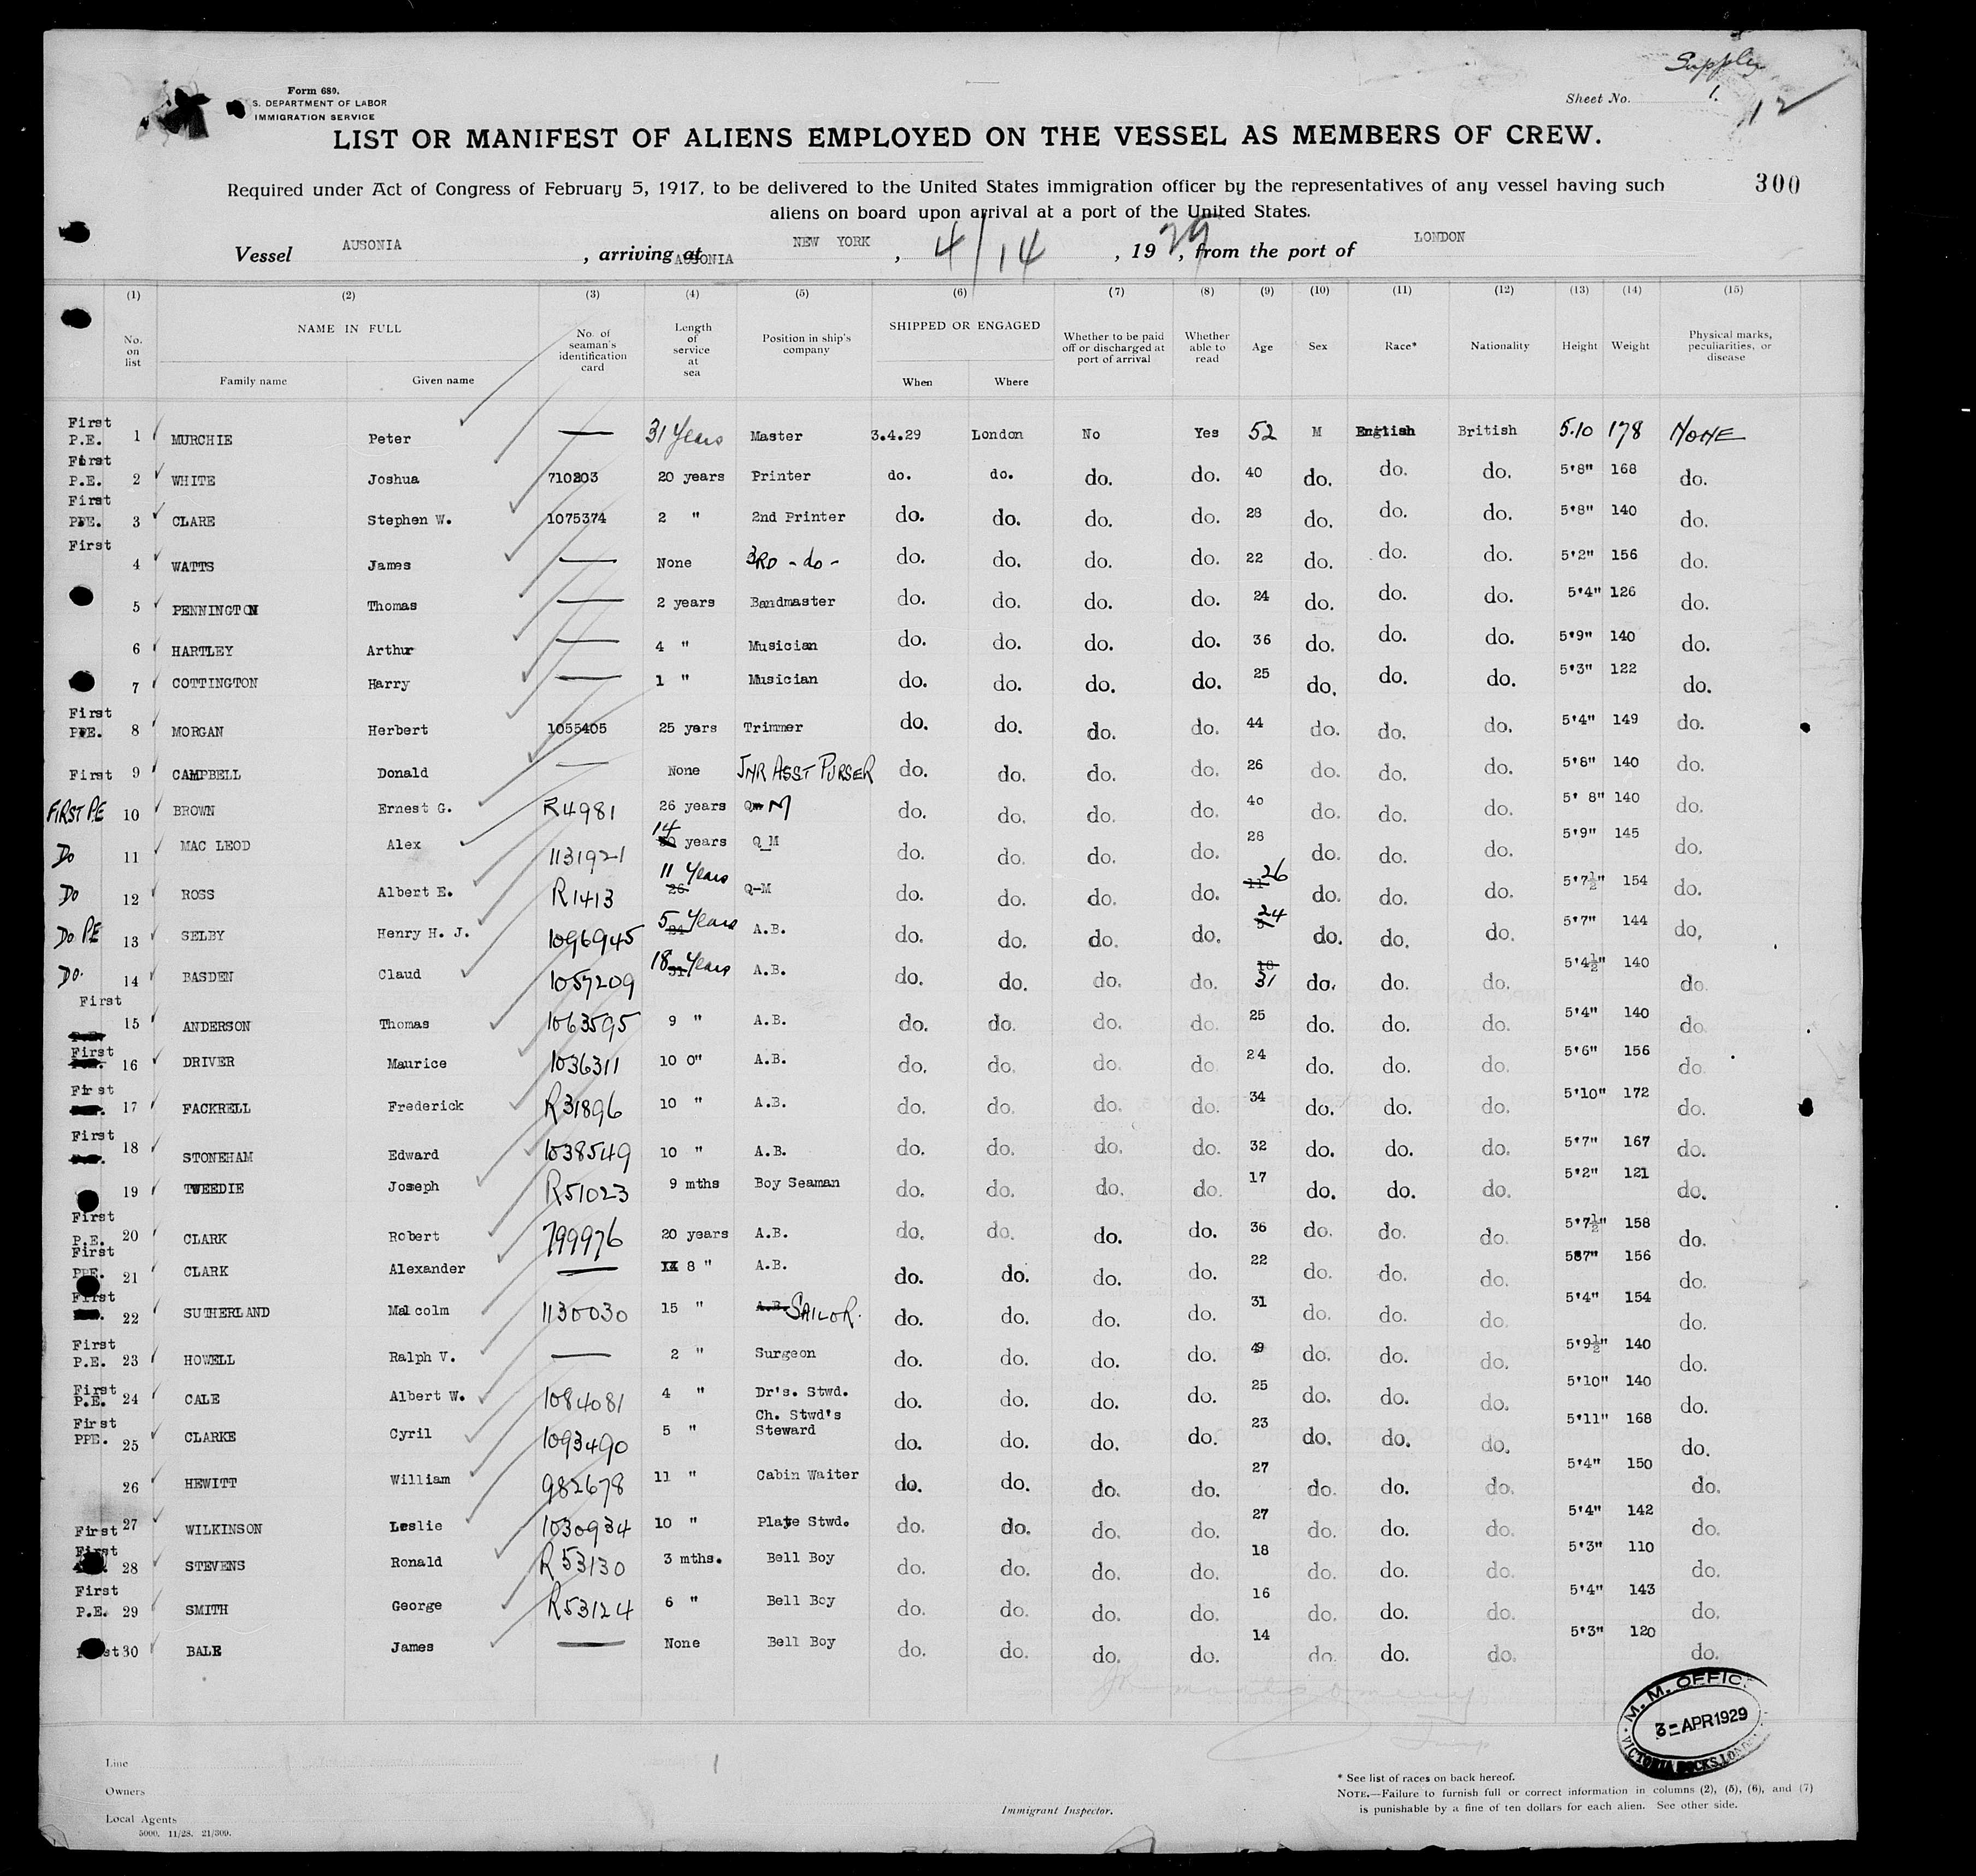 Supply
Form 680.
S. DEPARTMENT OF LABOR
IMMIGRATION SERVICE
Sheet No. 1.
12
LIST OR MANIFEST OF ALIENS EMPLOYED ON THE VESSEL AS MEMBERS OF CREW.
300
Required under Act of Congress of February 5, 1917, to be delivered to the United States immigration officer by the representatives of any vessel having such
aliens on board upon arrival at a port of the United States.
Vessel AUSONIA , arriving at AUSONIA NEW YORK , 4/14 , 1929, from the port of LONDON
(1) (2) (3) (4) (5) (6) (7) (8) (9) (10) (11) (12) (13) (14) (15)
No. on list NAME IN FULL Family name Given name No. of seaman's identification card Length of service at sea Position in ship's company SHIPPED OR ENGAGED When Where Whether to be paid off or discharged at port of arrival Whether able to read Age Sex Race* Nationality Height Weight Physical marks, peculiarities, or disease
First P.E. 1 MURCHIE Peter — 31 Years Master 3.4.29 London No Yes 52 M English British 5.10 178 NONE
First P.E. 2 WHITE Joshua 710203 20 years Printer do. do. do. do. 40 do. do. do. 5'8" 168 do.
First PPE. 3 CLARE Stephen W. 1075374 2 " 2nd Printer do. do. do. do. 28 do. do. do. 5'8" 140 do.
First 4 WATTS James — None 3RD - do - do. do. do. do. 22 do. do. do. 5'2" 156 do.
5 PENNINGTON Thomas — 2 years Bandmaster do. do. do. do. 24 do. do. do. 5'4" 126 do.
6 HARTLEY Arthur — 4 " Musician do. do. do. do. 36 do. do. do. 5'9" 140 do.
7 COTTINGTON Harry — 1 " Musician do. do. do. do. 25 do. do. do. 5'3" 122 do.
First PPE. 8 MORGAN Herbert 1055405 25 yers Trimmer do. do. do. do. 44 do. do. do. 5'4" 149 do.
First 9 CAMPBELL Donald — None JNR ASST PURSER do. do. do. do. 26 do. do. do. 5'8" 140 do.
FIRST P.E 10 BROWN Ernest G. R4981 26 years Q M do. do. do. do. 40 do. do. do. 5' 8" 140 do.
Do 11 MAC LEOD Alex 1131921 14 years Q_M do. do. do. do. 28 do. do. do. 5'9" 145 do.
Do 12 ROSS Albert E. R1413 11 Years 26 Q-M do. do. do. do. 11 26 do. do. do. 5'7½" 154 do.
Do PE 13 SELBY Henry H. J. 1096945 5 Years 24 A.B. do. do. do. do. 5 24 do. do. do. 5'7" 144 do.
Do. 14 BASDEN Claud 1057209 18 31 Years A.B. do. do. do. do. 18 31 do. do. do. 5'4½" 140 do.
First 15 ANDERSON Thomas 1063595 9 " A.B. do. do. do. do. 25 do. do. do. 5'4" 140 do.
First 16 DRIVER Maurice 1036311 10 0" A.B. do. do. do. do. 24 do. do. do. 5'6" 156 do.
First 17 FACKRELL Frederick R31896 10 " A.B. do. do. do. do. 34 do. do. do. 5'10" 172 do.
First 18 STONEHAM Edward 1038549 10 " A.B. do. do. do. do. 32 do. do. do. 5'7" 167 do.
19 TWEEDIE Joseph R51023 9 mths Boy Seaman do. do. do. do. 17 do. do. do. 5'2" 121 do.
First P.E. 20 CLARK Robert 799976 20 years A.B. do. do. do. do. 36 do. do. do. 5'7½" 158 do.
First PPE. 21 CLARK Alexander — 8 " A.B. do. do. do. do. 22 do. do. do. 587" 156 do.
First 22 SUTHERLAND Malcolm 1130030 15 " A.B. SAILOR. do. do. do. do. 31 do. do. do. 5'4" 154 do.
First P.E. 23 HOWELL Ralph V. — 2 " Surgeon do. do. do. do. 49 do. do. do. 5'9½" 140 do.
First P.E. 24 CALE Albert W. 1084081 4 " Dr's. Stwd. do. do. do. do. 25 do. do. do. 5'10" 140 do.
First PPE. 25 CLARKE Cyril 1093490 5 " Ch. Stwd's Steward do. do. do. do. 23 do. do. do. 5'11" 168 do.
26 HEWITT William 982678 11 " Cabin Waiter do. do. do. do. 27 do. do. do. 5'4" 150 do.
First 27 WILKINSON Leslie 1030934 10 " Plate Stwd. do. do. do. do. 27 do. do. do. 5'4" 142 do.
First 28 STEVENS Ronald R53130 3 mths. Bell Boy do. do. do. do. 18 do. do. do. 5'3" 110 do.
First P.E. 29 SMITH George R53124 6 " Bell Boy do. do. do. do. 16 do. do. do. 5'4" 143 do.
30 BALE James — None Bell Boy do. do. do. do. 14 do. do. do. 5'3" 120 do.
M. M. OFFICE
3-APR1929
VICTORIA DOCKS, LONDON
Line
Owners
Local Agents
5000. 11/28. 21/309.
Immigrant Inspector.
* See list of races on back hereof.
NOTE.—Failure to furnish full or correct information in columns (2), (5), (6), and (7)
is punishable by a fine of ten dollars for each alien. See other side.